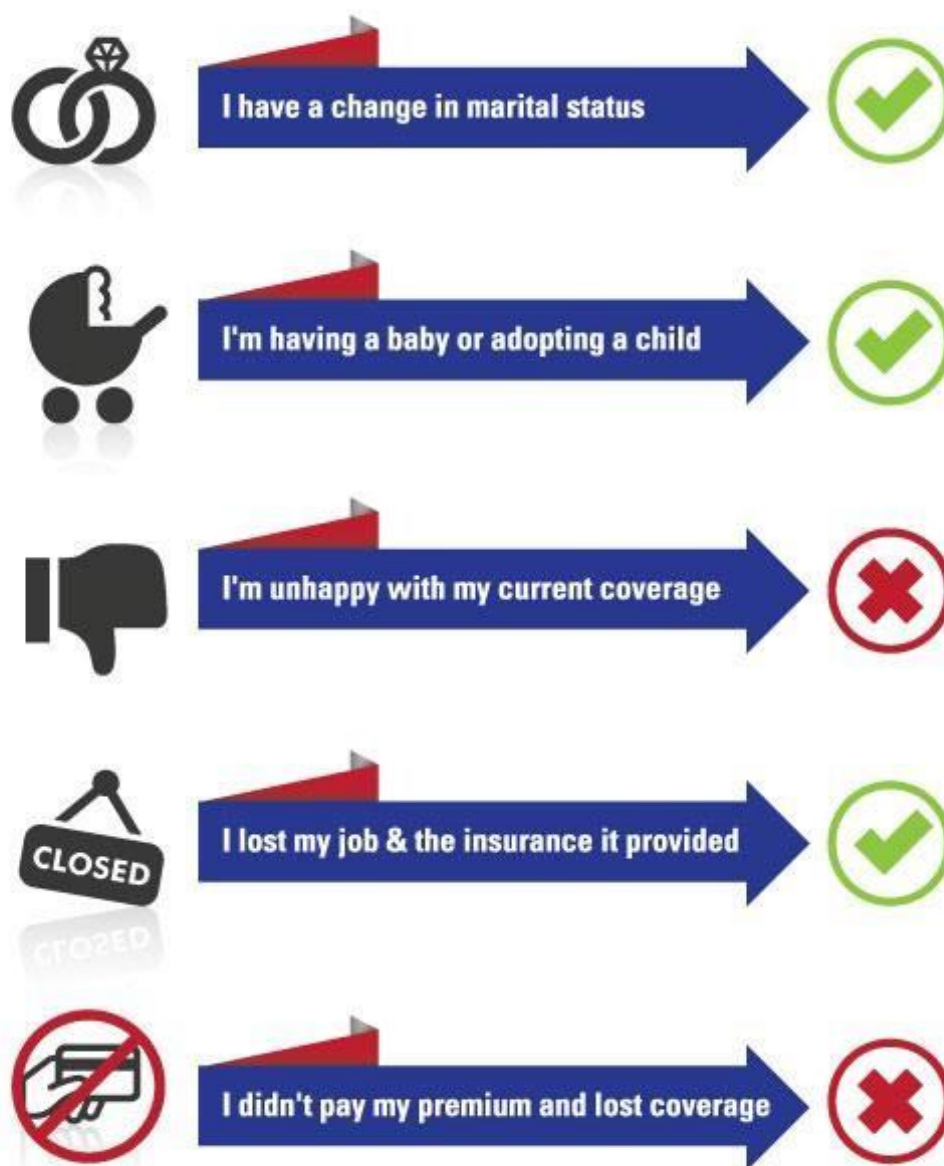 I have a change in marital status
I'm having a baby or adopting a child
I'm unhappy with my current coverage
CLOSED
I lost my job & the insurance it provided
I didn't pay my premium and lost coverage